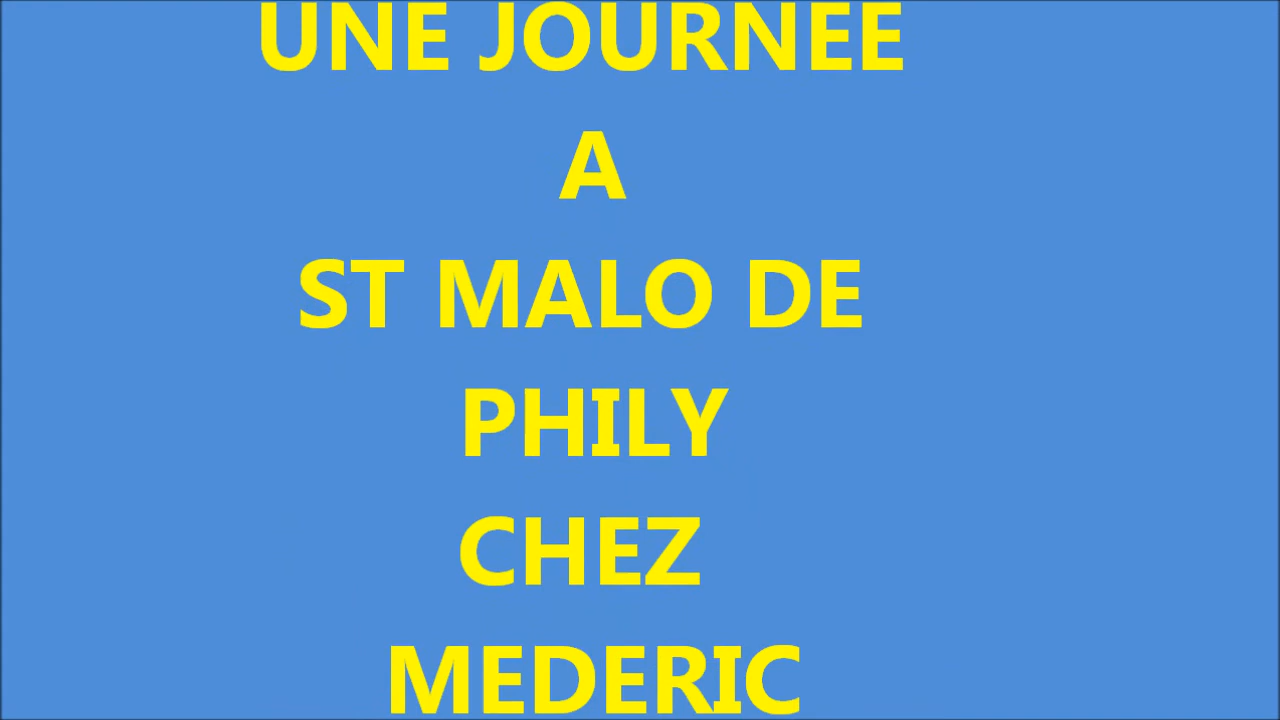 UNE JOURNEE
A
ST MALO DE
PHILY
CHEZ
MEDERIC